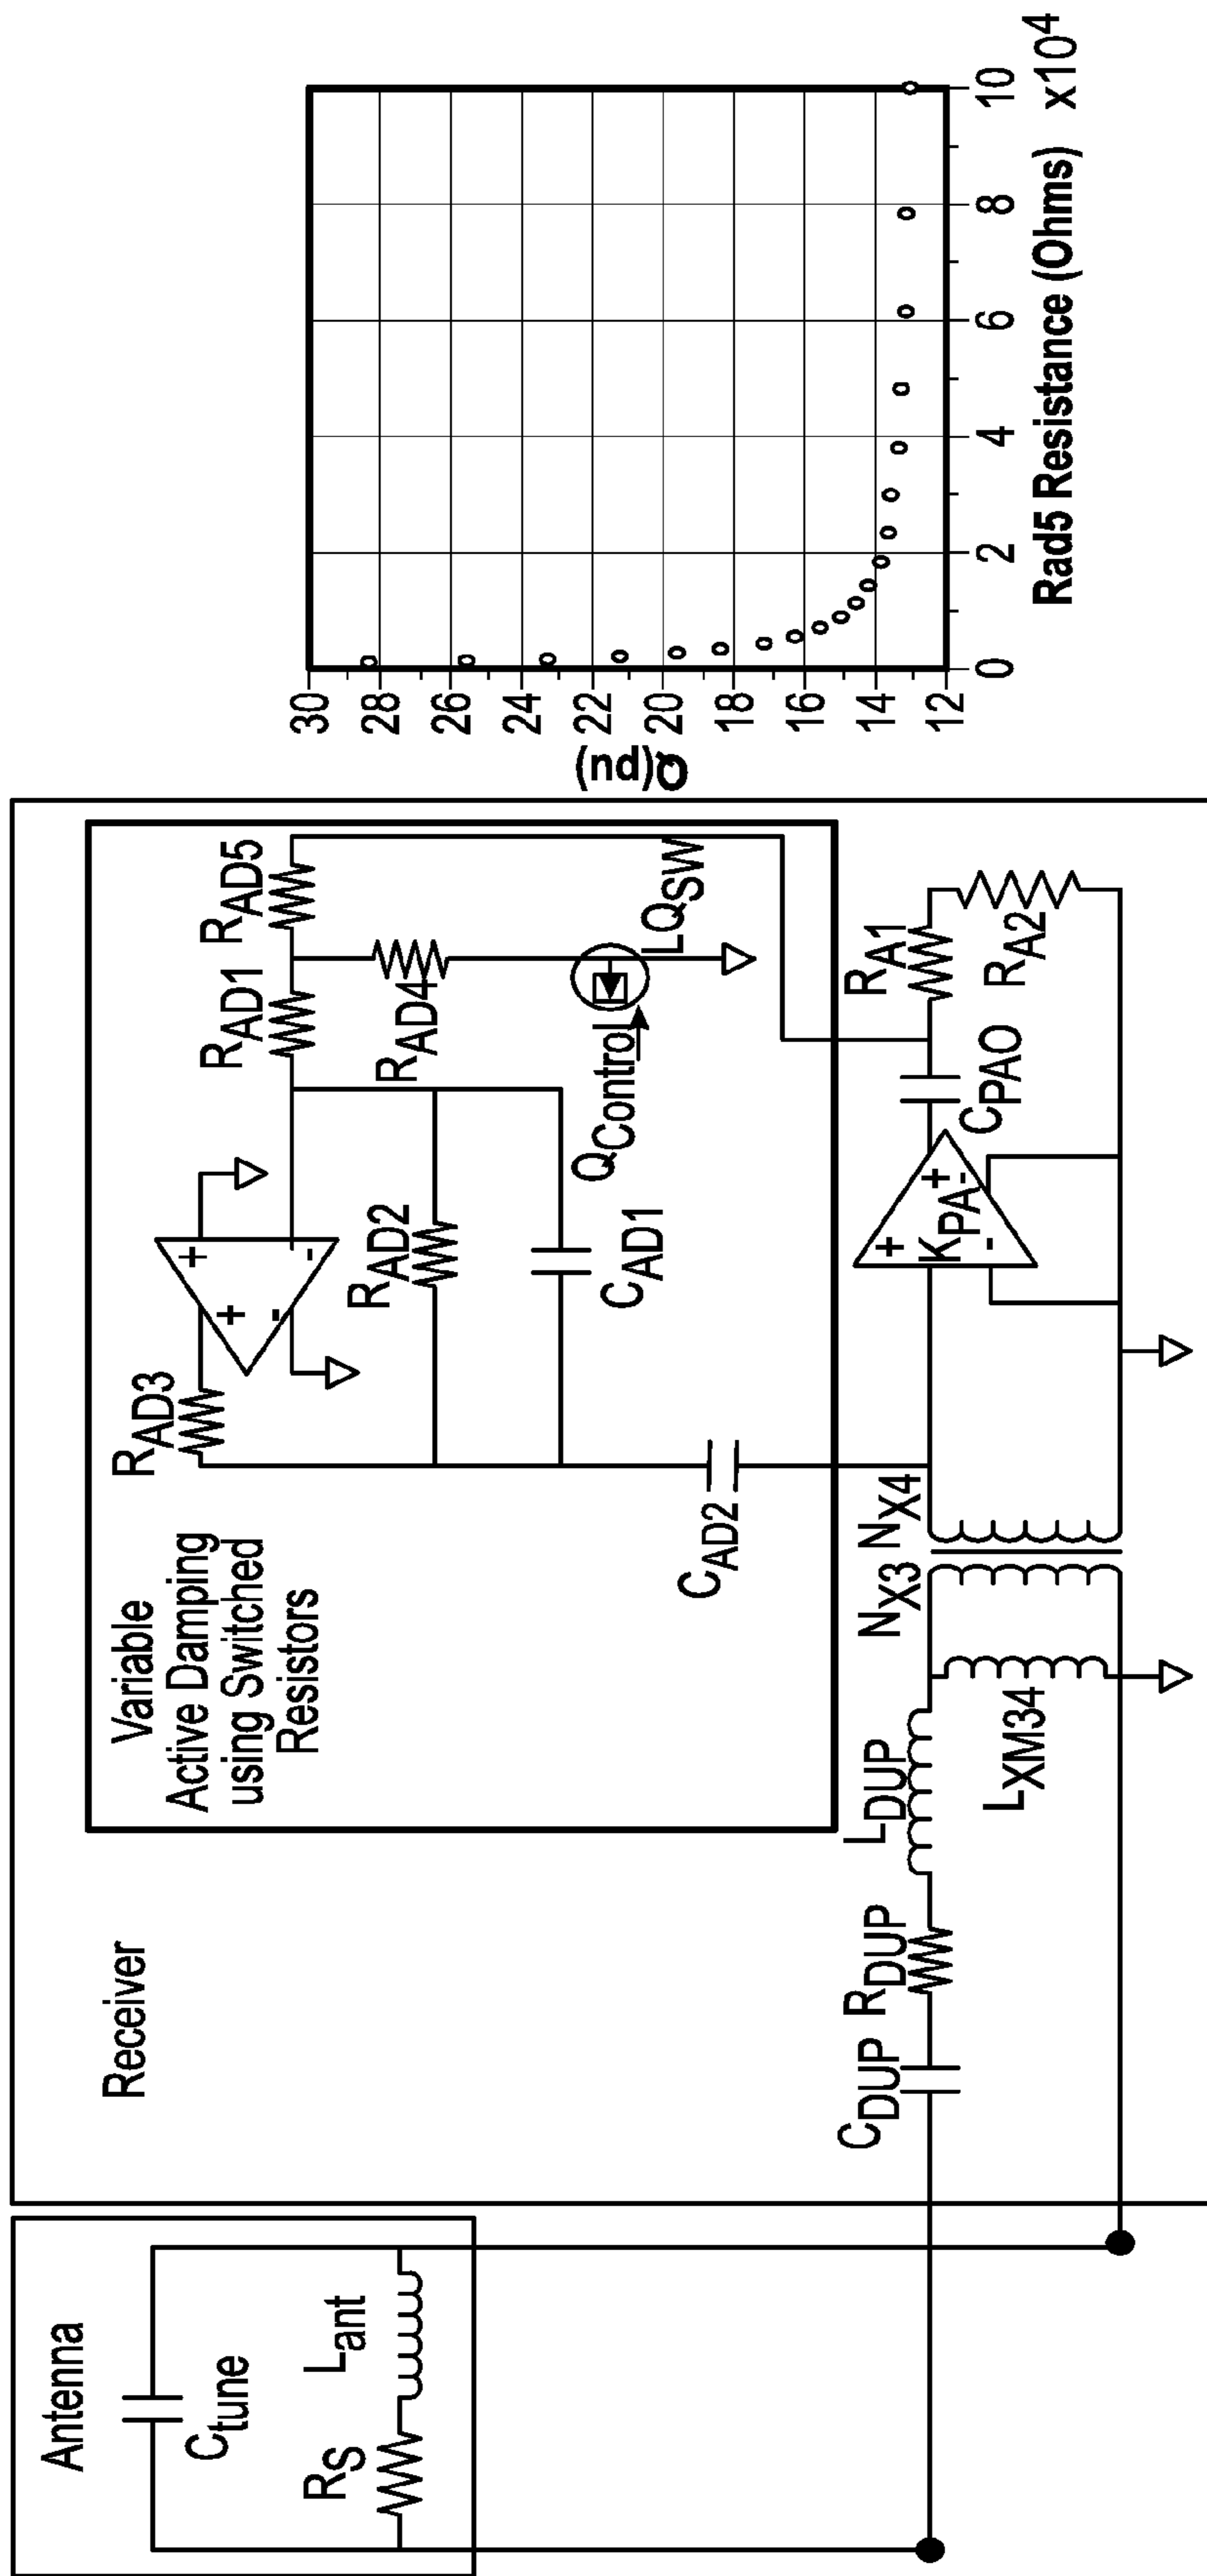 Antenna
C_tune
R_S
L_ant
Receiver
Variable
Active Damping
using Switched
Resistors
R_AD3
+
+
-
-
R_AD2
C_AD1
R_AD1
R_AD5
R_AD4
Q_Control
LQ_SW
C_AD2
C_DUP
R_DUP
L_DUP
L_XM34
N_X3
N_X4
+
+
K_PA
-
-
C_PAO
R_A1
R_A2
Q(pu)
30
28
26
24
22
20
18
16
14
12
0
2
4
6
8
10
x10^4
Rad5 Resistance (Ohms)